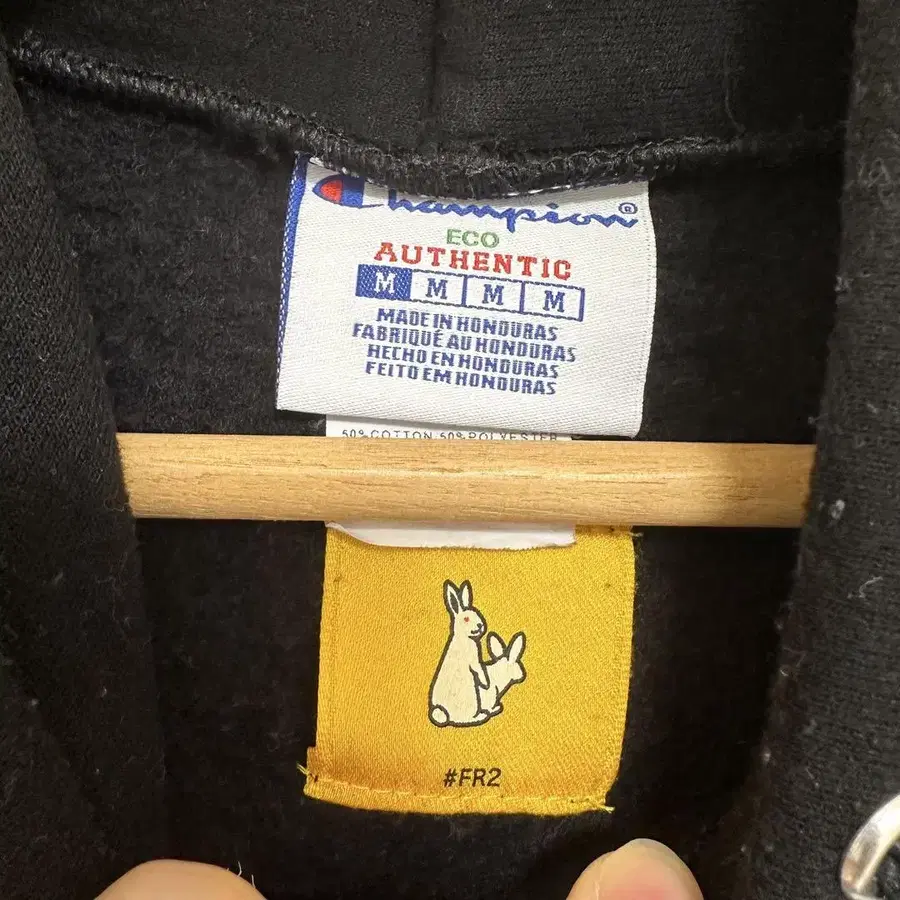 Champion®
ECO
AUTHENTIC
M M M M
MADE IN HONDURAS
FABRIQUÉ AU HONDURAS
HECHO EN HONDURAS
FEITO EM HONDURAS
50% COTTON 50% POLYESTER
#FR2